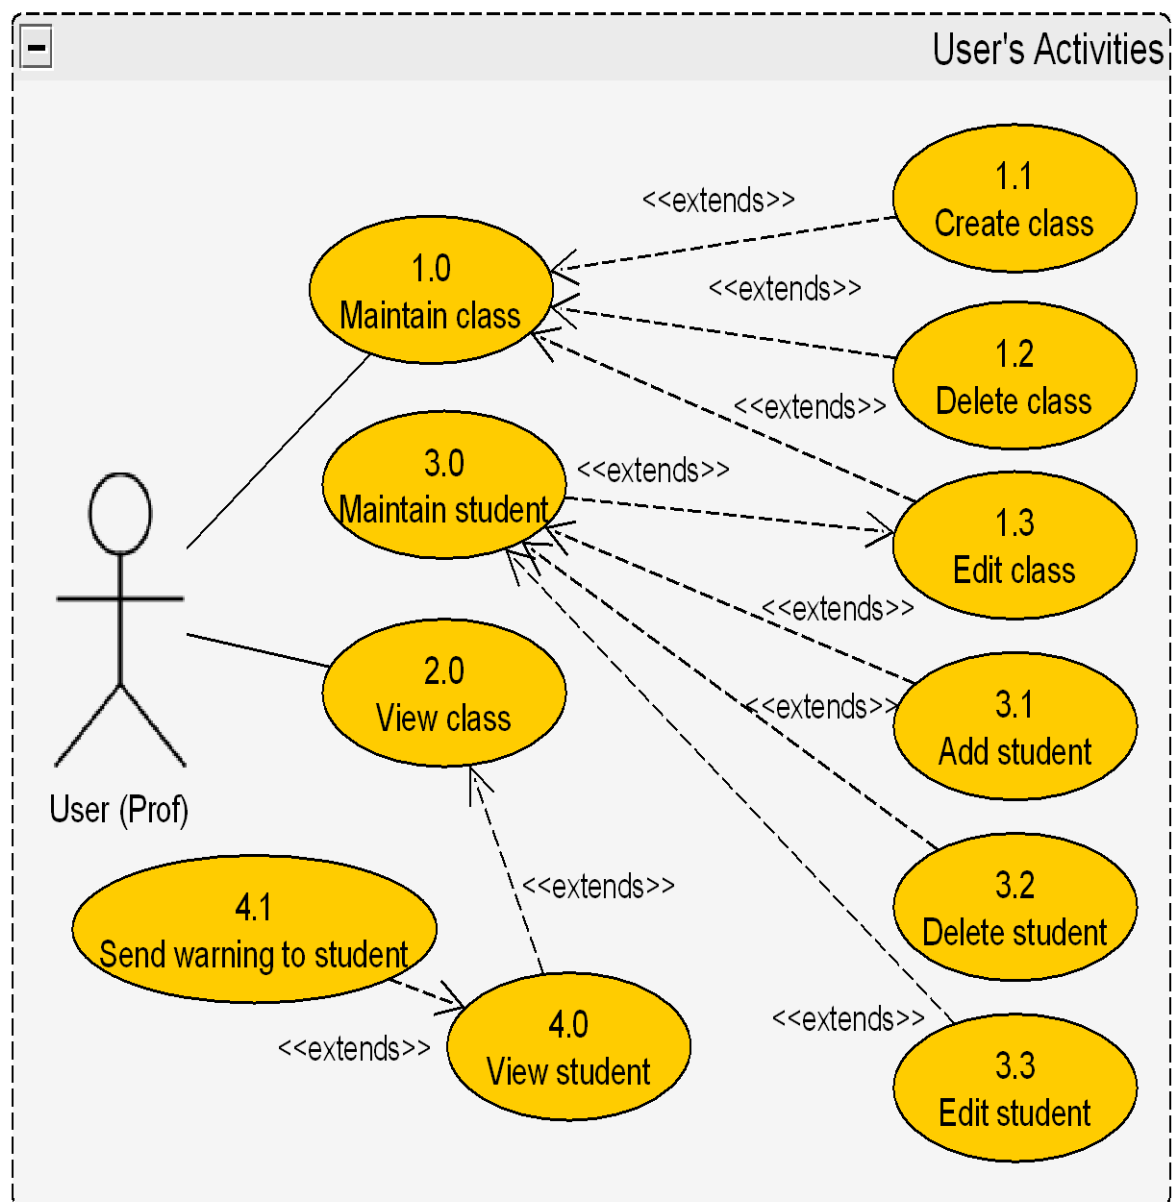 User's Activities
1.1
Create class
<<extends>>
1.0
Maintain class
<<extends>>
1.2
Delete class
<<extends>>
3.0
Maintain student
<<extends>>
1.3
Edit class
<<extends>>
2.0
View class
3.1
Add student
<<extends>>
User (Prof)
<<extends>>
4.1
Send warning to student
3.2
Delete student
4.0
View student
<<extends>>
<<extends>>
3.3
Edit student